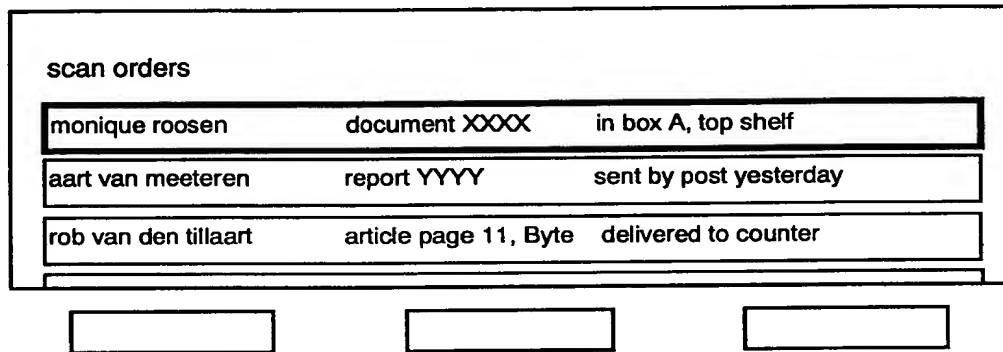 scan orders
monique roosen document XXXX in box A, top shelf
aart van meeteren report YYYY sent by post yesterday
rob van den tillaart article page 11, Byte delivered to counter